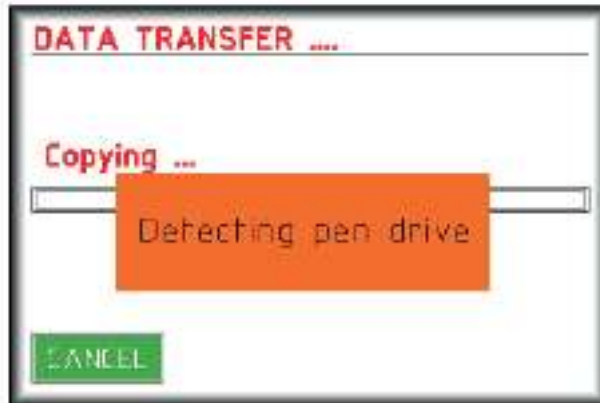 DATA TRANSFER ....
Copying ...
Detecting pen drive
CANCEL